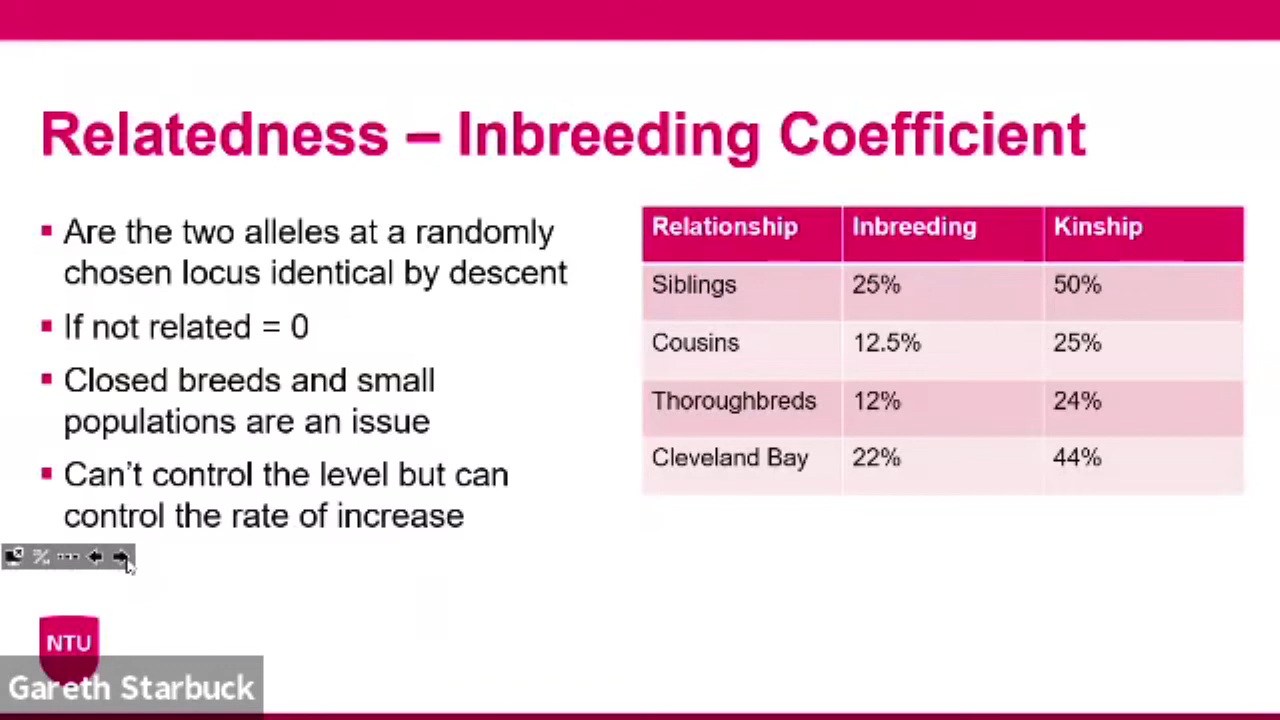 Relatedness – Inbreeding Coefficient
▪ Are the two alleles at a randomly
chosen locus identical by descent
▪ If not related = 0
▪ Closed breeds and small
populations are an issue
▪ Can’t control the level but can
control the rate of increase
Relationship Inbreeding Kinship
Siblings 25% 50%
Cousins 12.5% 25%
Thoroughbreds 12% 24%
Cleveland Bay 22% 44%
NTU
Gareth Starbuck